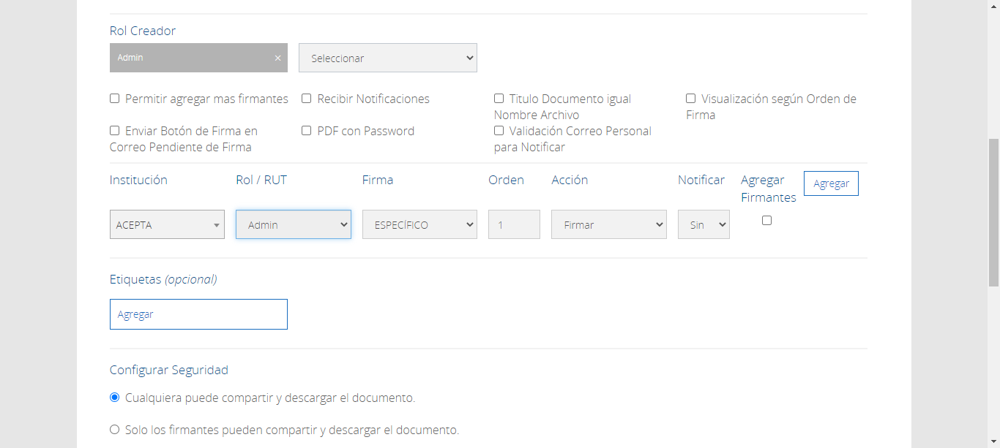 Rol Creador
Admin ×
Seleccionar
Permitir agregar mas firmantes
Recibir Notificaciones
Titulo Documento igual
Nombre Archivo
Visualización según Orden de
Firma
Enviar Botón de Firma en
Correo Pendiente de Firma
PDF con Password
Validación Correo Personal
para Notificar
Institución
Rol / RUT
Firma
Orden
Acción
Notificar
Agregar
Firmantes
Agregar
ACEPTA
Admin
ESPECÍFICO
1
Firmar
Sin
Etiquetas (opcional)
Agregar
Configurar Seguridad
Cualquiera puede compartir y descargar el documento.
Solo los firmantes pueden compartir y descargar el documento.